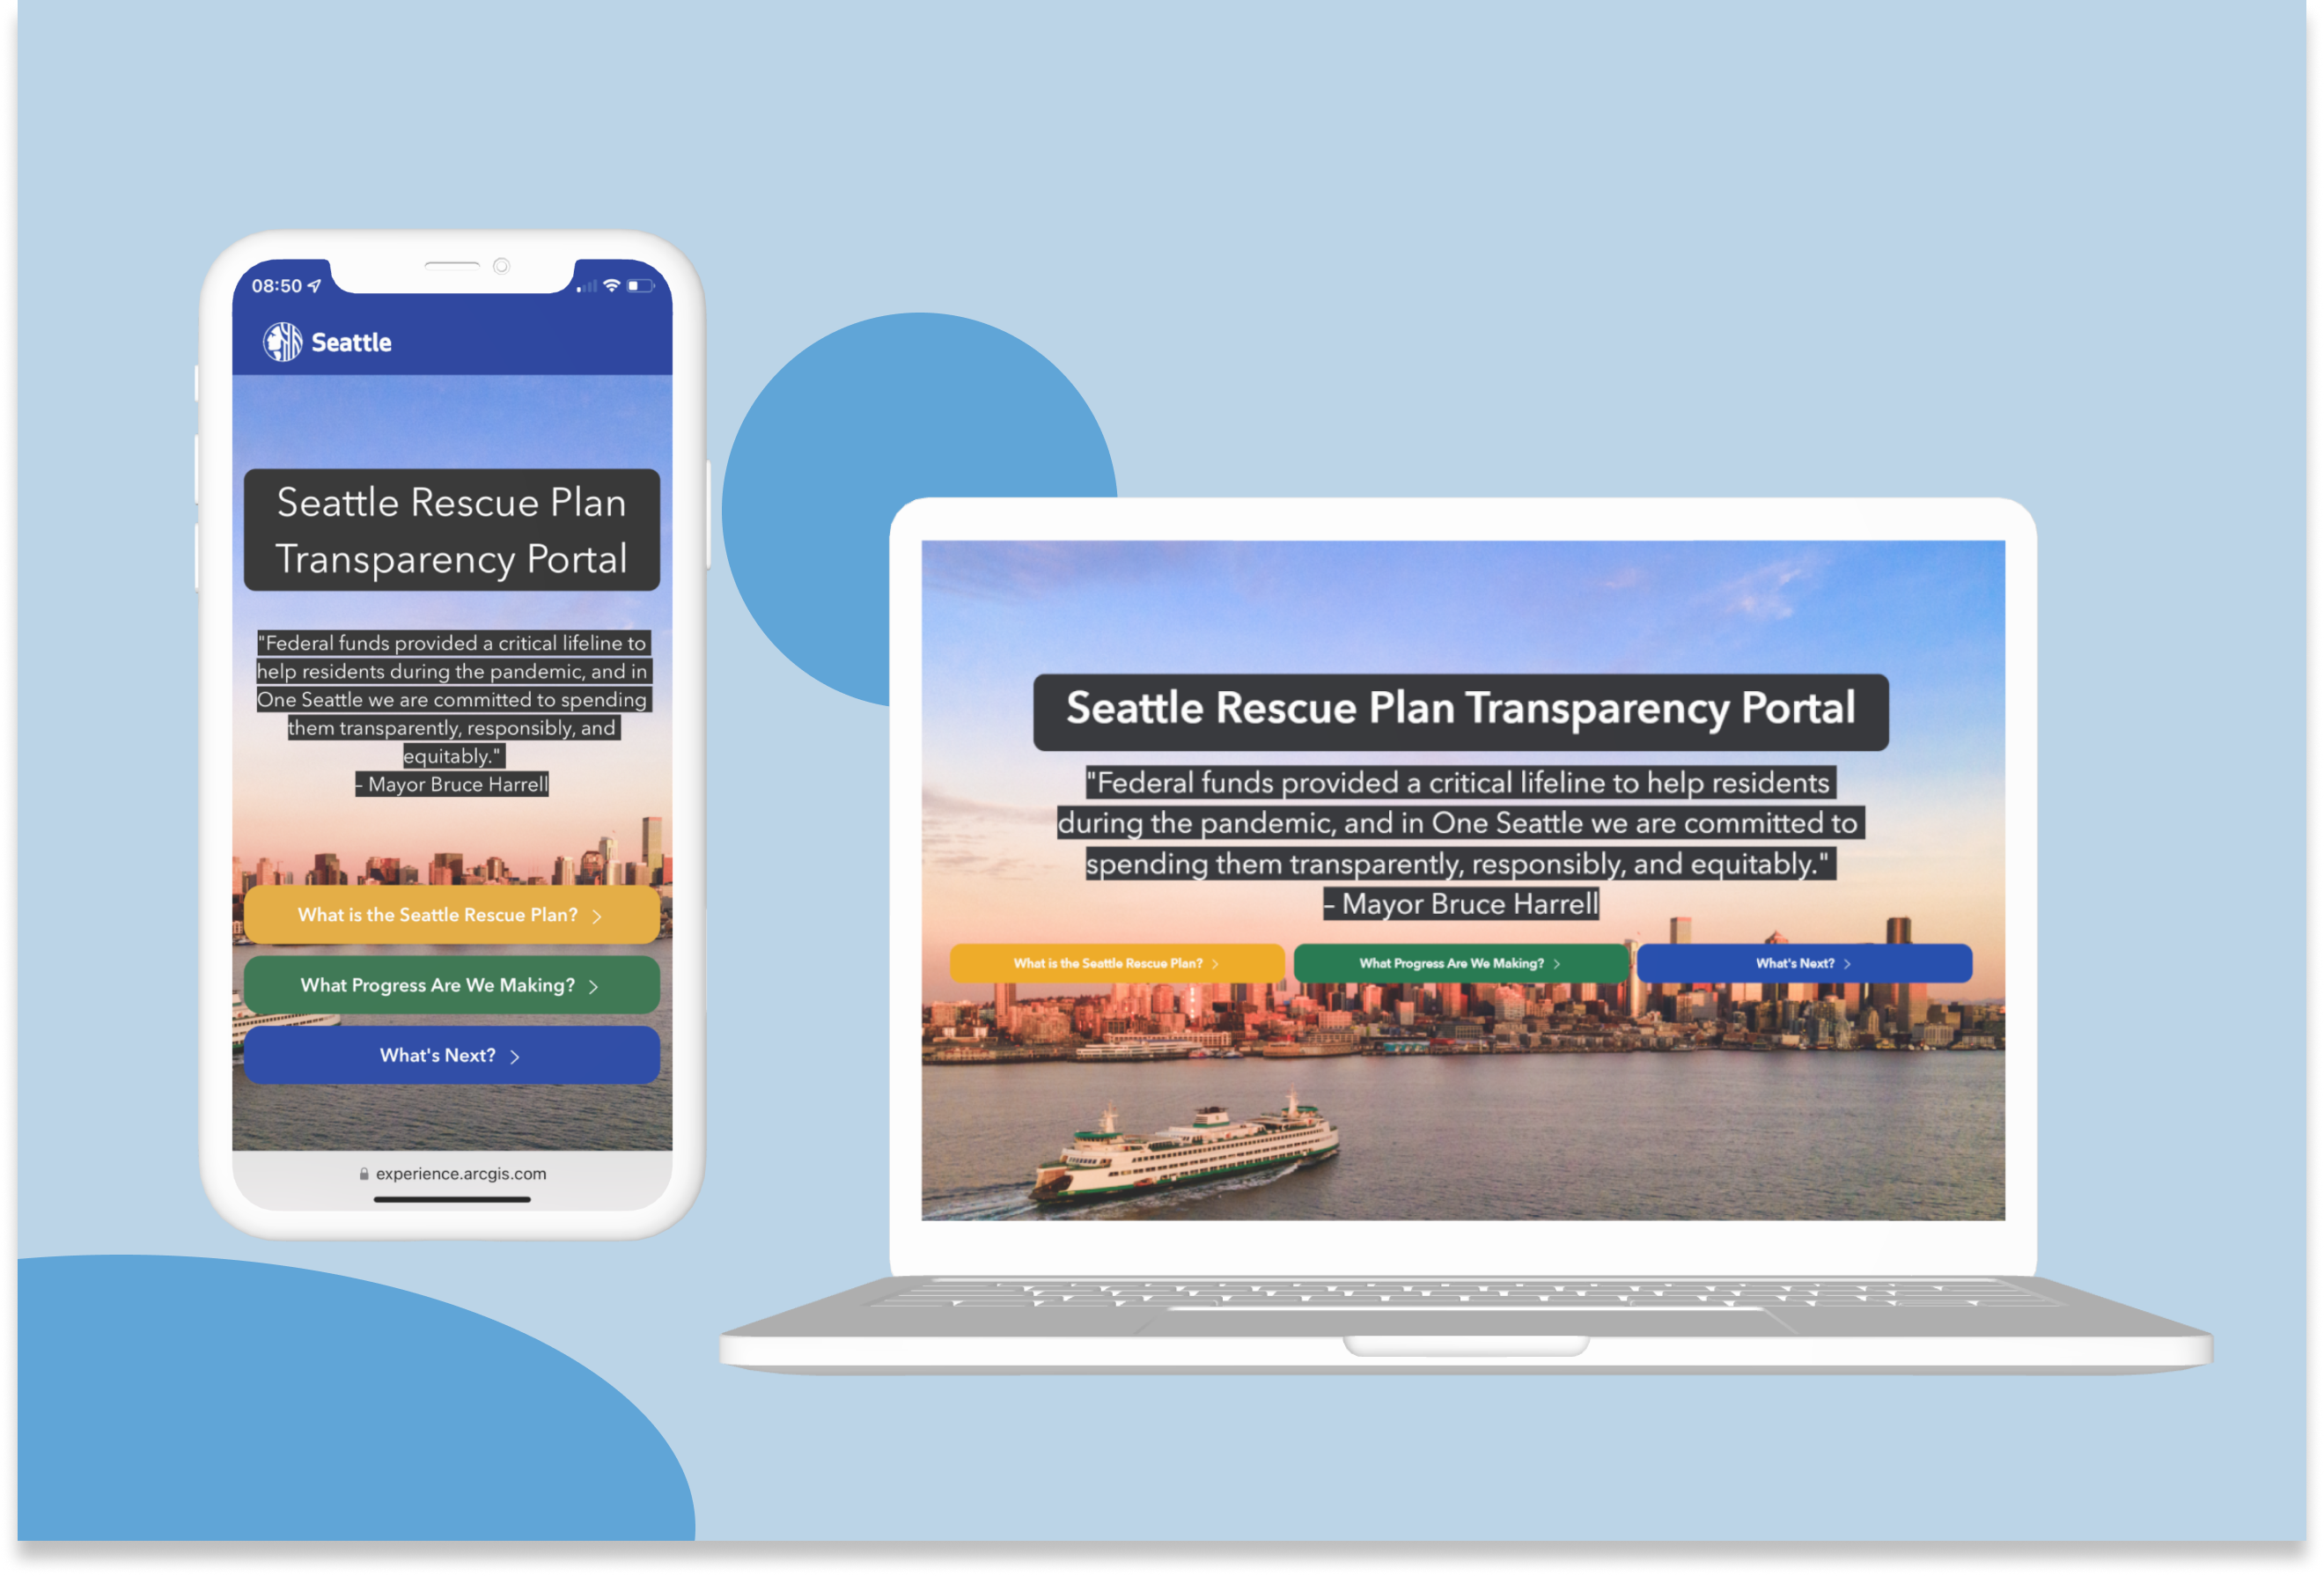 08:50
Seattle
Seattle Rescue Plan
Transparency Portal
"Federal funds provided a critical lifeline to
help residents during the pandemic, and in
One Seattle we are committed to spending
them transparently, responsibly, and
equitably."
- Mayor Bruce Harrell
What is the Seattle Rescue Plan?
What Progress Are We Making?
What's Next?
experience.arcgis.com
Seattle Rescue Plan Transparency Portal
"Federal funds provided a critical lifeline to help residents
during the pandemic, and in One Seattle we are committed to
spending them transparently, responsibly, and equitably."
- Mayor Bruce Harrell
What is the Seattle Rescue Plan?
What Progress Are We Making?
What's Next?